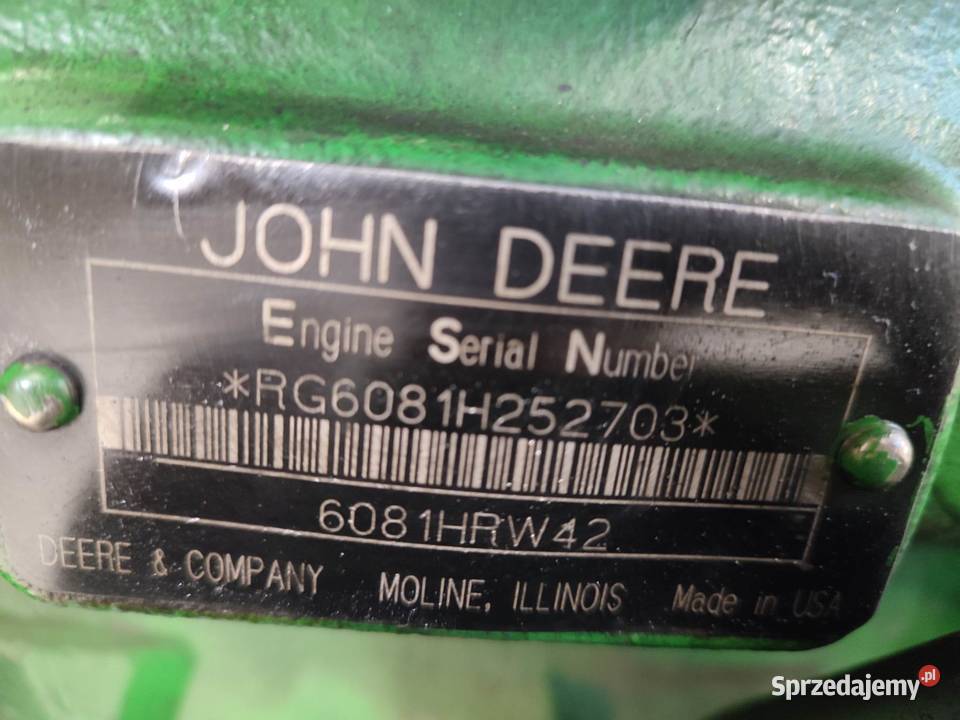 JOHN DEERE
Engine Serial Number
*RG6081H252703*
6081HRW42
DEERE & COMPANY MOLINE, ILLINOIS Made in USA
Sprzedajemy.pl